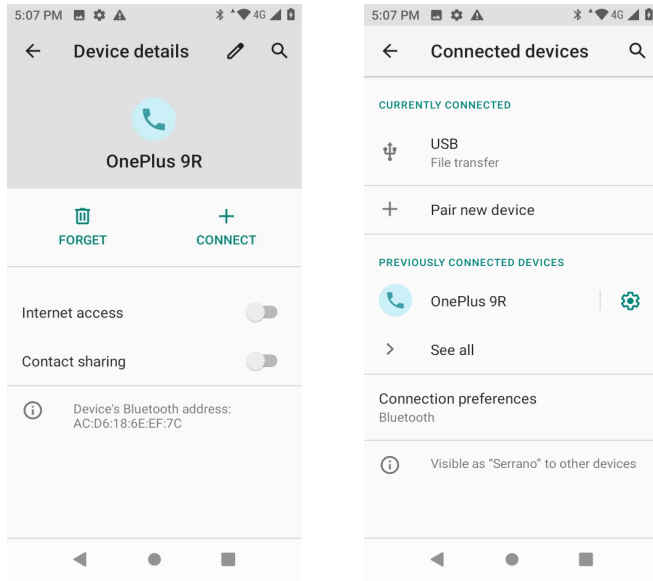 5:07 PM 4G
Device details
OnePlus 9R
FORGET CONNECT
Internet access
Contact sharing
Device's Bluetooth address:
AC:D6:18:6E:EF:7C
5:07 PM 4G
Connected devices
CURRENTLY CONNECTED
USB
File transfer
Pair new device
PREVIOUSLY CONNECTED DEVICES
OnePlus 9R
See all
Connection preferences
Bluetooth
Visible as “Serrano” to other devices